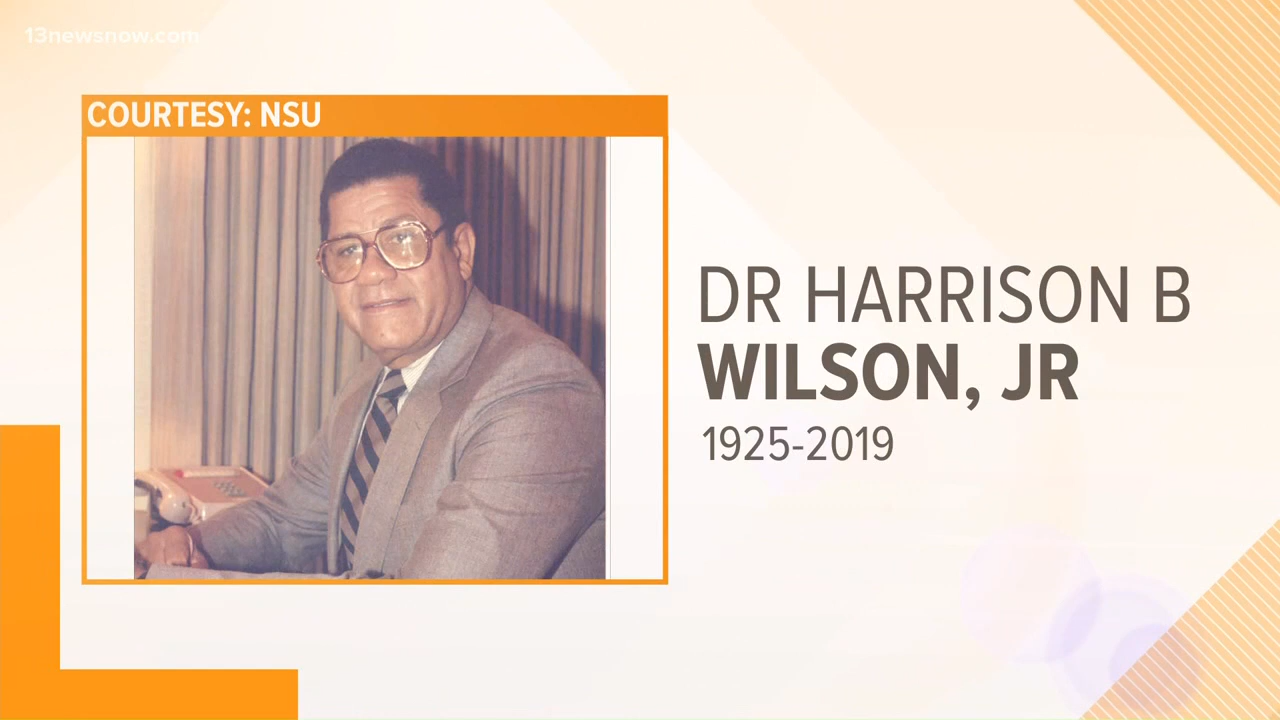 13newsnow.com
COURTESY: NSU
DR HARRISON B
WILSON, JR
1925-2019